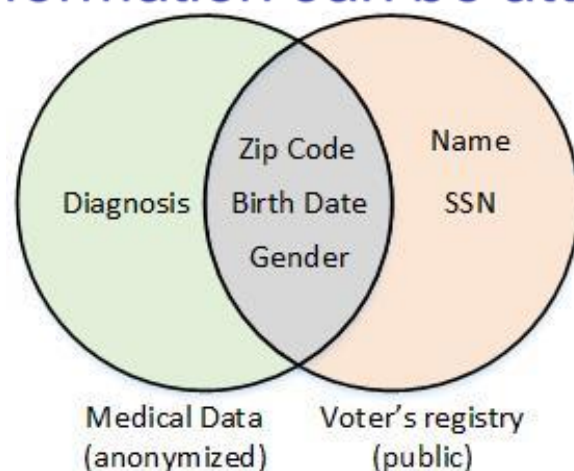 Zip Code
Name
Diagnosis
Birth Date
SSN
Gender
Medical Data
(anonymized)
Voter's registry
(public)